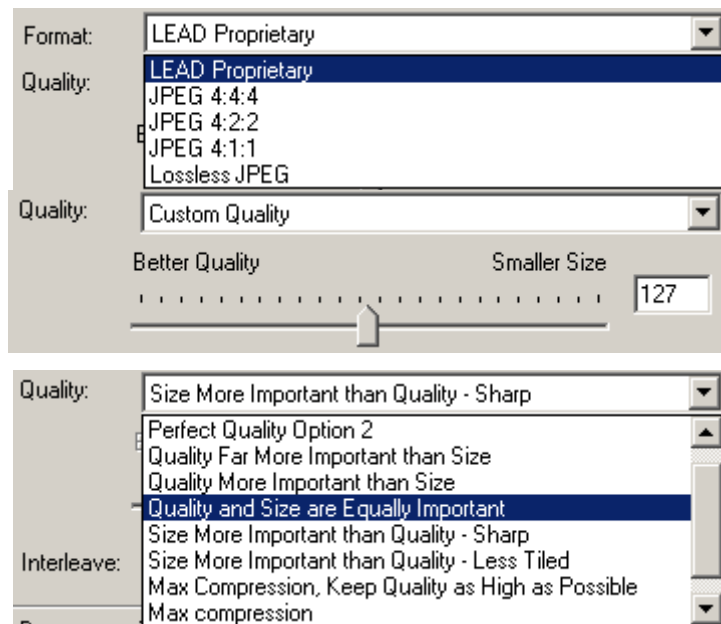 Format: LEAD Proprietary
LEAD Proprietary
Quality:
JPEG 4:4:4
JPEG 4:2:2
JPEG 4:1:1
Lossless JPEG
Quality: Custom Quality
Better Quality Smaller Size
127
Quality: Size More Important than Quality - Sharp
Perfect Quality Option 2
Quality Far More Important than Size
Quality More Important than Size
Quality and Size are Equally Important
Size More Important than Quality - Sharp
Interleave: Size More Important than Quality - Less Tiled
Max Compression, Keep Quality as High as Possible
Max compression